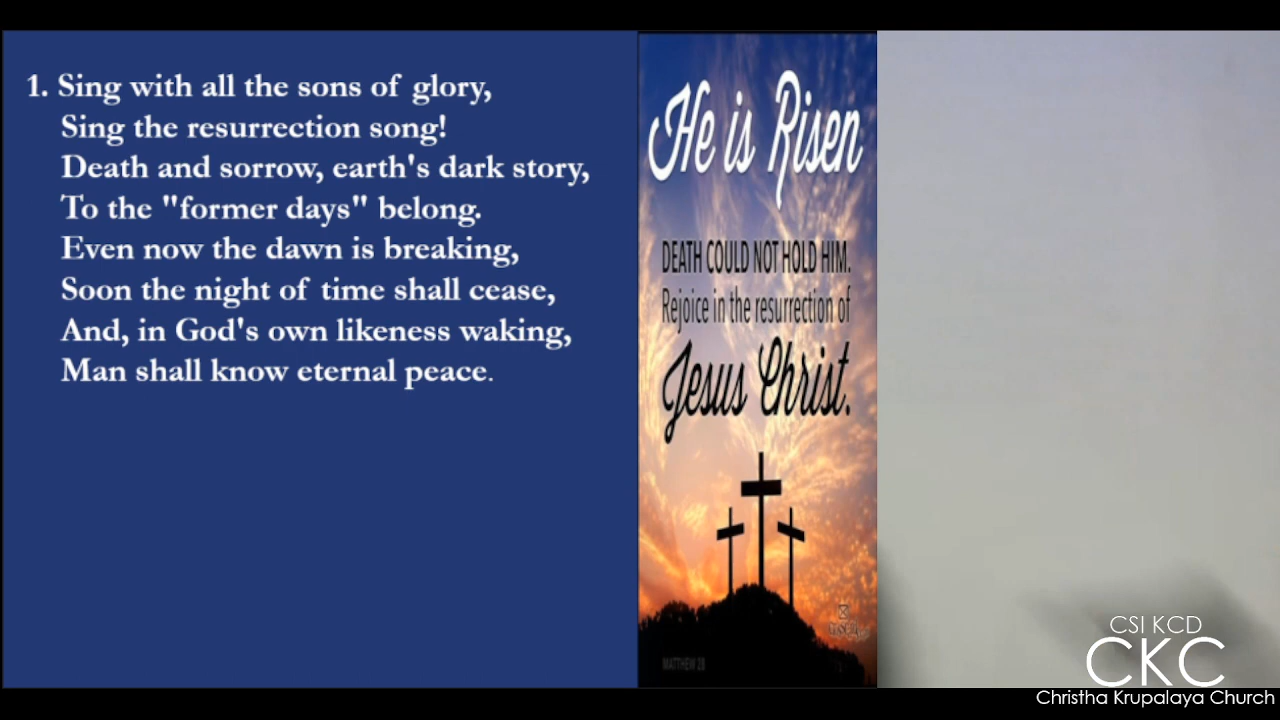 1. Sing with all the sons of glory,
Sing the resurrection song!
Death and sorrow, earth's dark story,
To the "former days" belong.
Even now the dawn is breaking,
Soon the night of time shall cease,
And, in God's own likeness waking,
Man shall know eternal peace.
He is Risen
DEATH COULD NOT HOLD HIM.
Rejoice in the resurrection of
Jesus Christ.
MATTHEW 28
CSI KCD
CKC
Christha Krupalaya Church